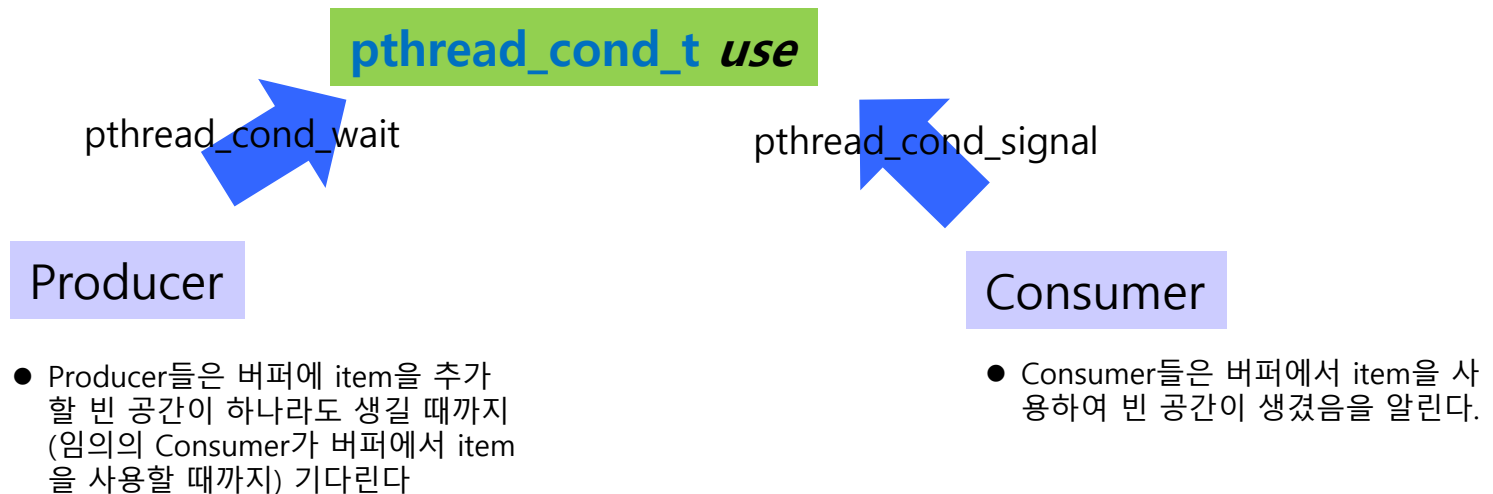 pthread_cond_t use
pthread_cond_wait
pthread_cond_signal
Producer
Consumer
● Producer들은 버퍼에 item을 추가
할 빈 공간이 하나라도 생길 때까지
(임의의 Consumer가 버퍼에서 item
을 사용할 때까지) 기다린다
● Consumer들은 버퍼에서 item을 사
용하여 빈 공간이 생겼음을 알린다.